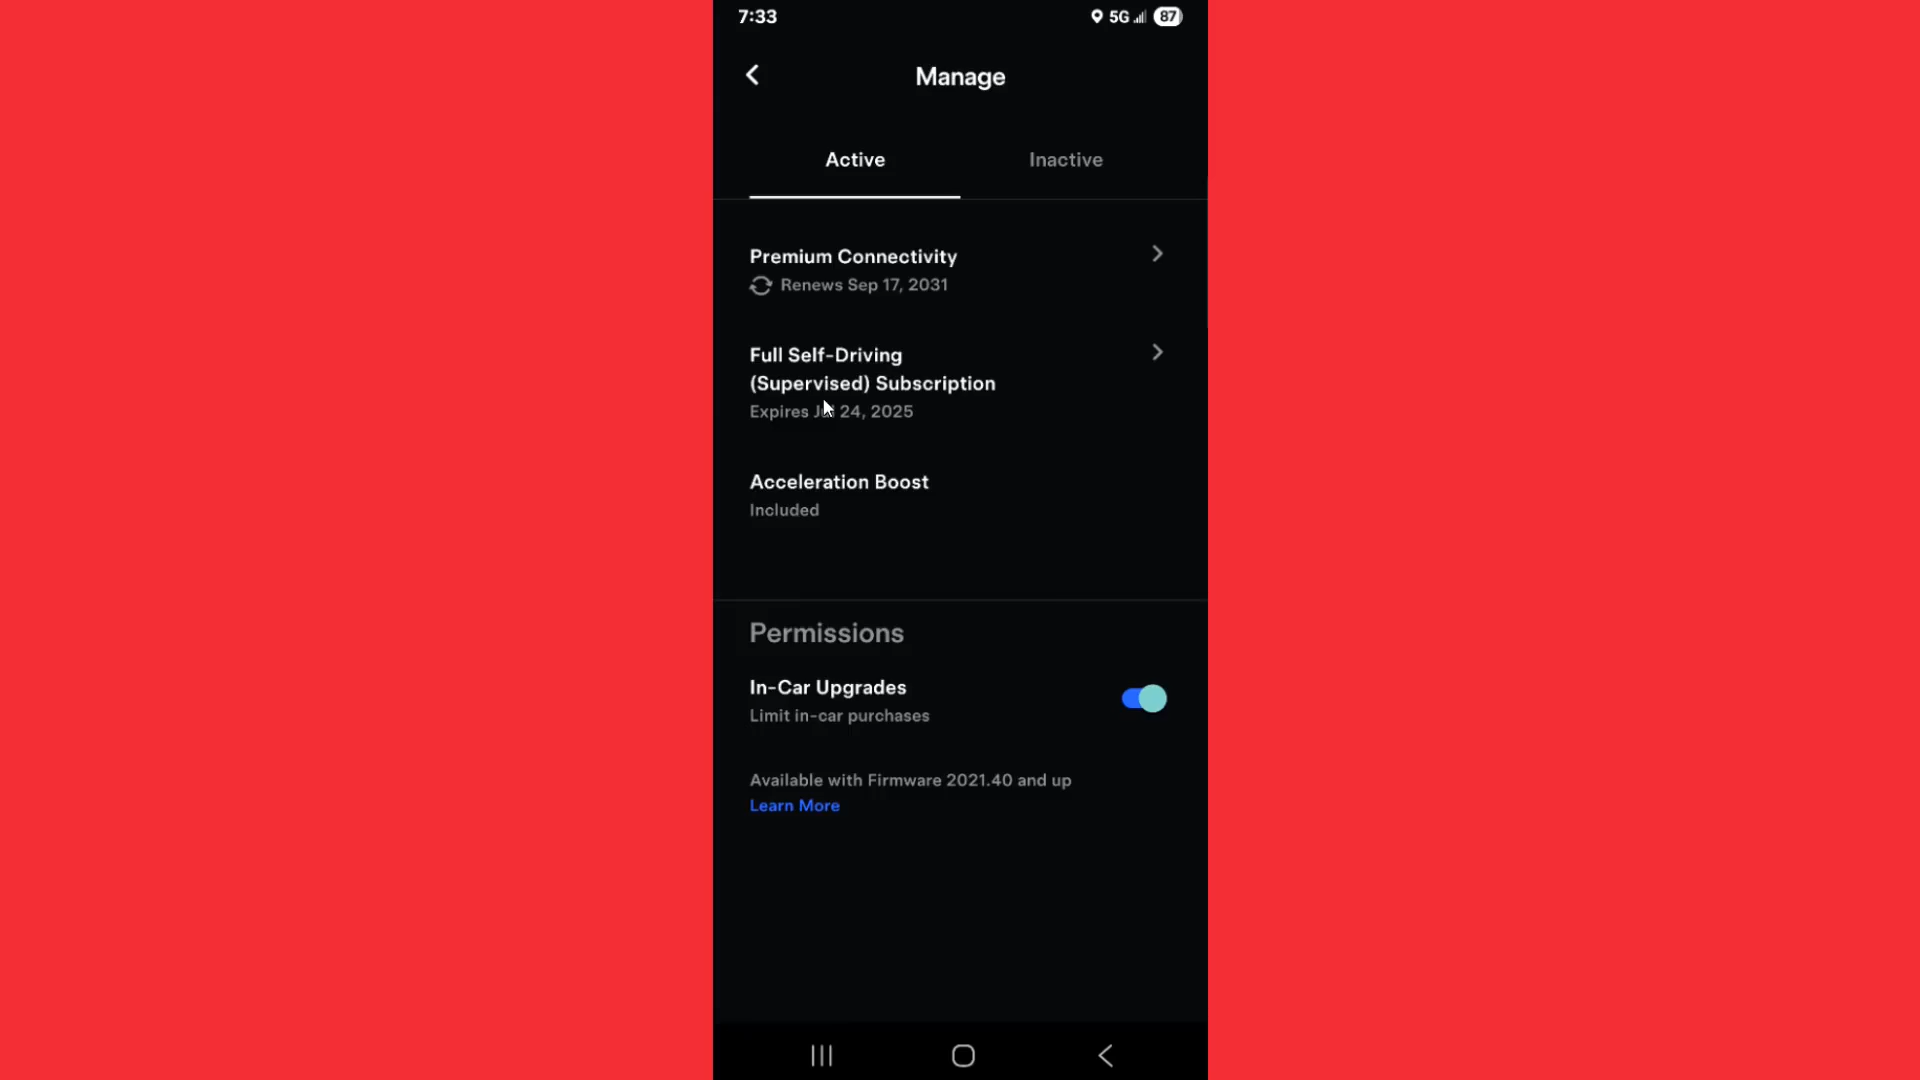 7:33
5G 87
Manage
Active Inactive
Premium Connectivity
Renews Sep 17, 2031
Full Self-Driving
(Supervised) Subscription
Expires Jul 24, 2025
Acceleration Boost
Included
Permissions
In-Car Upgrades
Limit in-car purchases
Available with Firmware 2021.40 and up
Learn More